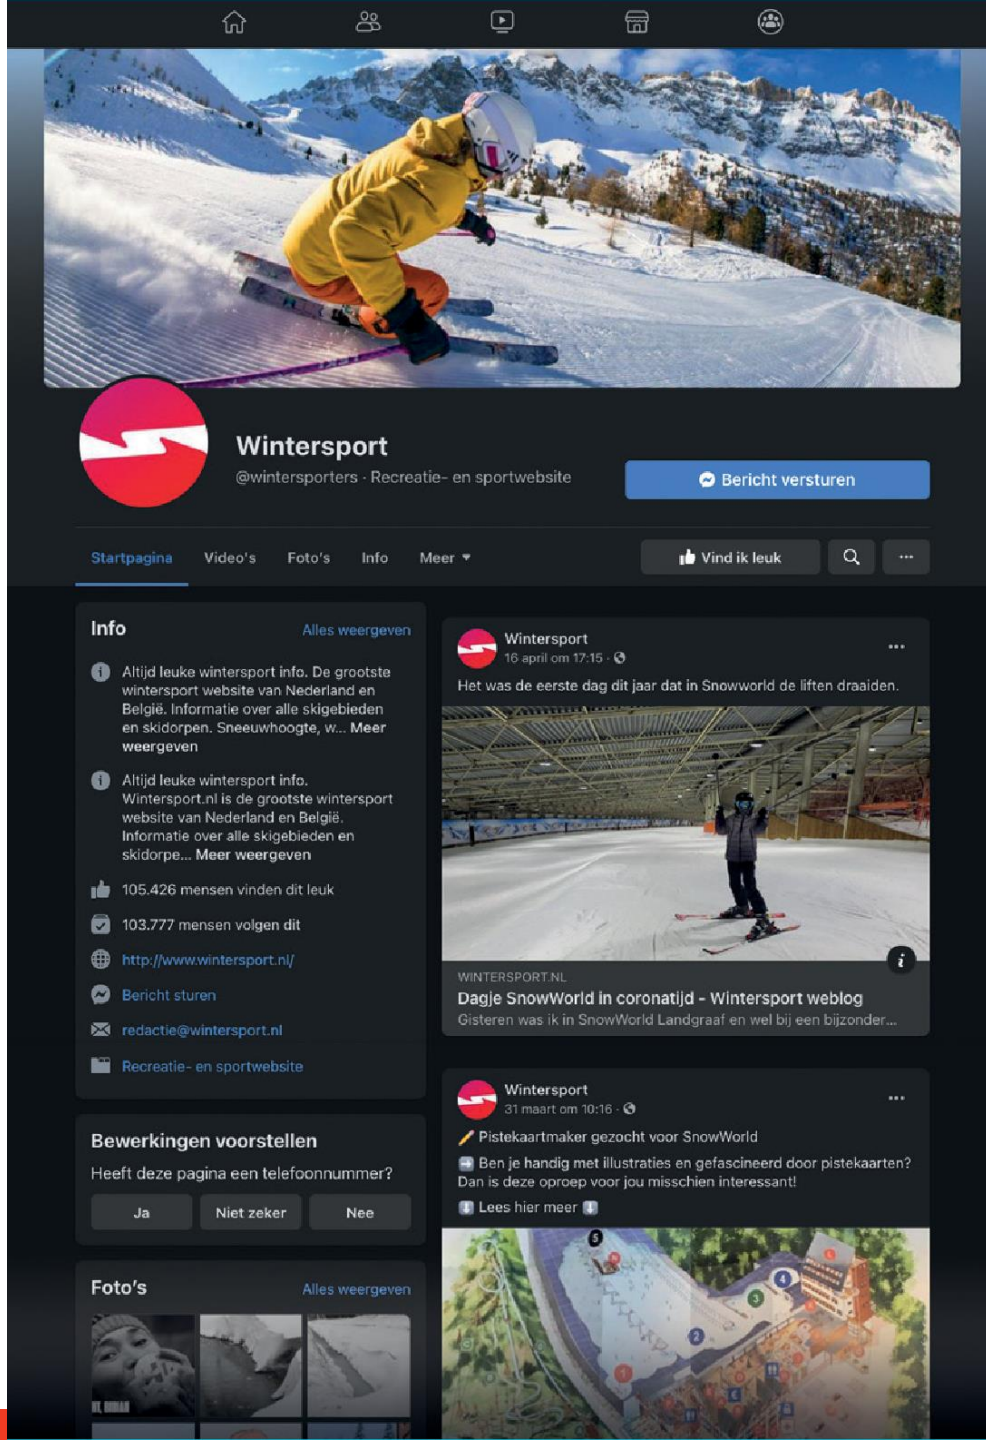 Wintersport
@wintersporters · Recreatie- en sportwebsite
Bericht versturen
Startpagina Video's Foto's Info Meer
Vind ik leuk
Info
Alles weergeven
Altijd leuke wintersport info. De grootste
wintersport website van Nederland en
België. Informatie over alle skigebieden
en skidorpen. Sneeuwhoogte, w... Meer
weergeven
Altijd leuke wintersport info.
Wintersport.nl is de grootste wintersport
website van Nederland en België.
Informatie over alle skigebieden en
skidorpe... Meer weergeven
105.426 mensen vinden dit leuk
103.777 mensen volgen dit
http://www.wintersport.nl/
Bericht sturen
redactie@wintersport.nl
Recreatie- en sportwebsite
Bewerkingen voorstellen
Heeft deze pagina een telefoonnummer?
Ja
Niet zeker
Nee
Foto's
Alles weergeven
Wintersport
16 april om 17:15 ·
Het was de eerste dag dit jaar dat in Snowworld de liften draaiden.
WINTERSPORT.NL
Dagje SnowWorld in coronatijd - Wintersport weblog
Gisteren was ik in SnowWorld Landgraaf en wel bij een bijzonder...
Wintersport
31 maart om 10:16 ·
Pistekaartmaker gezocht voor SnowWorld
Ben je handig met illustraties en gefascineerd door pistekaarten?
Dan is deze oproep voor jou misschien interessant!
Lees hier meer
5
4
3
2
1